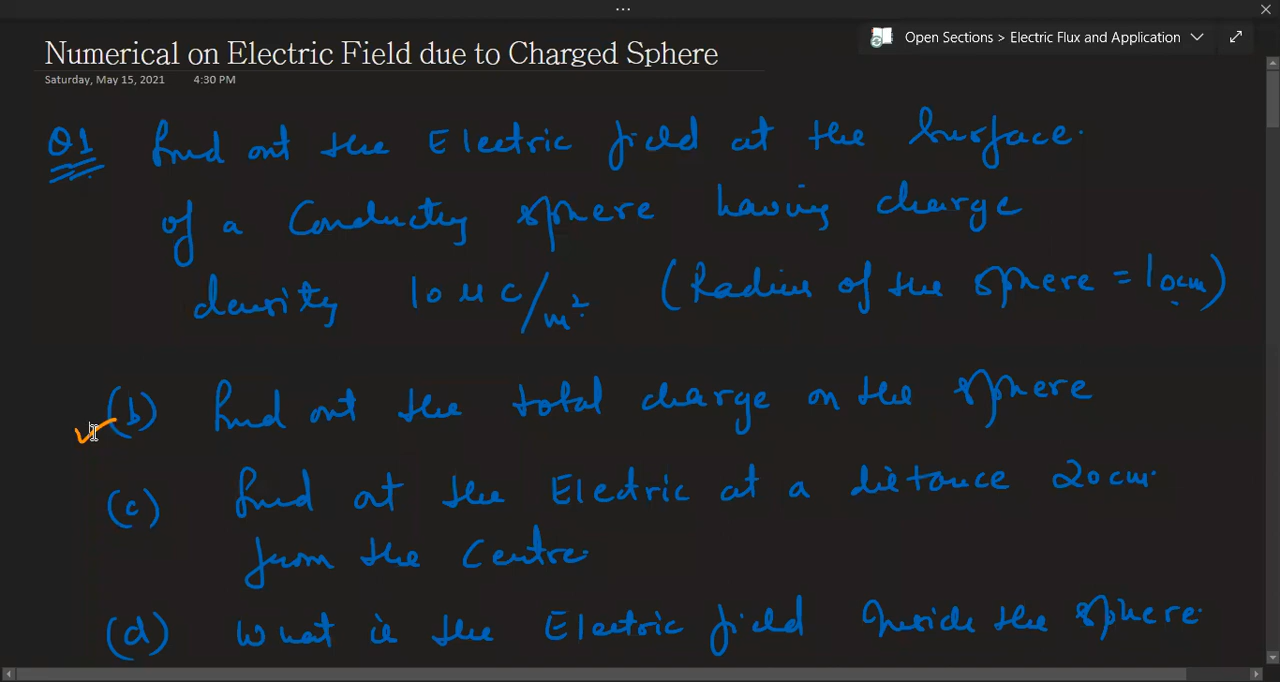 ...
Numerical on Electric Field due to Charged Sphere
Open Sections > Electric Flux and Application
Saturday, May 15, 2021 4:30 PM
Q1 find out the Electric field at the Surface.
of a Conducting sphere having charge
density 10 μc/m². (Radius of the sphere = 10cm)
(b) find out the total charge on the sphere
(c) find at the Electric at a distance 20cm.
from the Centre.
(d) What is the Electric field inside the sphere.